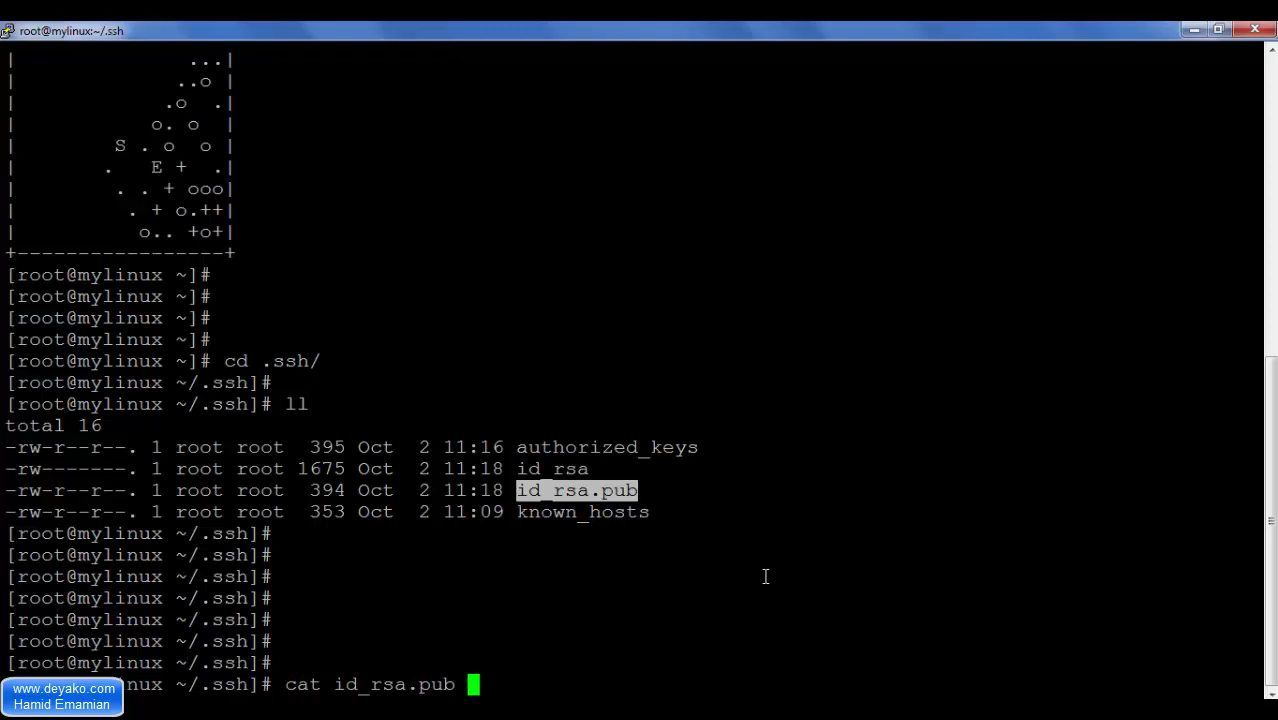 root@mylinux:~/.ssh
|               ...|
|              ..o |
|             .o  .|
|            o. o  |
|         S . o  o |
|        .   E +  .|
|         . . + ooo|
|          . + o.++|
|           o.. +o+|
+-----------------+
[root@mylinux ~]#
[root@mylinux ~]#
[root@mylinux ~]#
[root@mylinux ~]#
[root@mylinux ~]# cd .ssh/
[root@mylinux ~/.ssh]#
[root@mylinux ~/.ssh]# ll
total 16
-rw-r--r--. 1 root root  395 Oct  2 11:16 authorized_keys
-rw-------. 1 root root 1675 Oct  2 11:18 id_rsa
-rw-r--r--. 1 root root  394 Oct  2 11:18 id_rsa.pub
-rw-r--r--. 1 root root  353 Oct  2 11:09 known_hosts
[root@mylinux ~/.ssh]#
[root@mylinux ~/.ssh]#
[root@mylinux ~/.ssh]#
[root@mylinux ~/.ssh]#
[root@mylinux ~/.ssh]#
[root@mylinux ~/.ssh]#
[root@mylinux ~/.ssh]#
nux ~/.ssh]# cat id_rsa.pub
www.deyako.com
Hamid Emamian